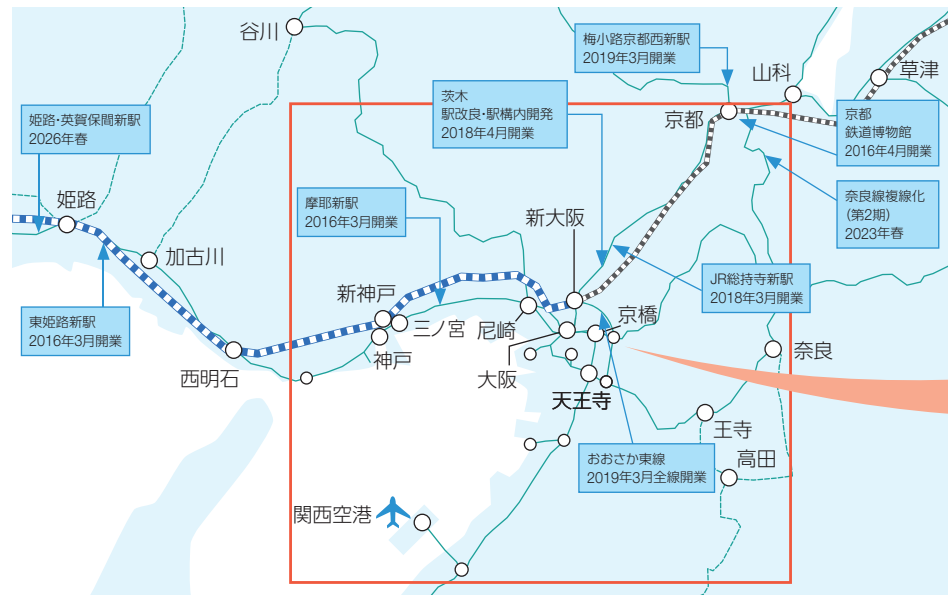 谷川
梅小路京都西新駅
2019年3月開業
山科
草津
茨木
駅改良・駅構内開発
2018年4月開業
京都
京都
鉄道博物館
2016年4月開業
姫路・英賀保間新駅
2026年春
奈良線複線化
(第2期)
2023年春
姫路
摩耶新駅
2016年3月開業
新大阪
加古川
JR総持寺新駅
2018年3月開業
新神戸
東姫路新駅
2016年3月開業
三ノ宮
尼崎
京橋
神戸
奈良
西明石
大阪
天王寺
王寺
おおさか東線
2019年3月全線開業
高田
関西空港